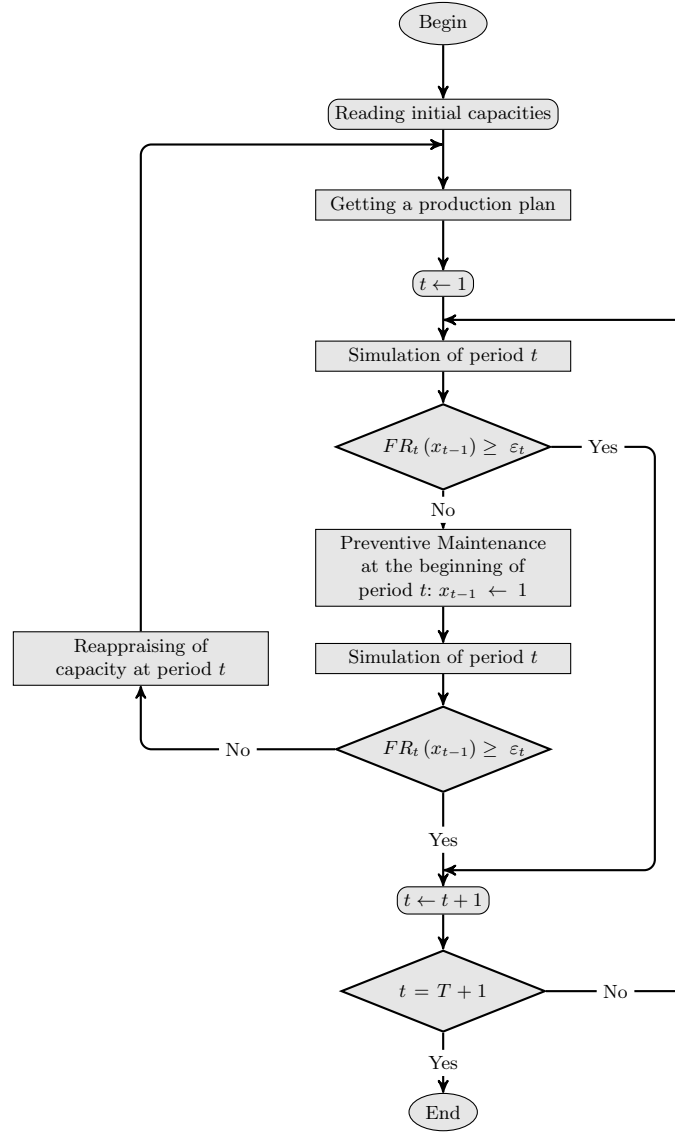 Begin
Reading initial capacities
Getting a production plan
t ← 1
Simulation of period t
FR_t (x_{t−1}) ≥ ε_t
Yes
No
Preventive Maintenance
at the beginning of
period t: x_{t−1} ← 1
Reappraising of
capacity at period t
Simulation of period t
FR_t (x_{t−1}) ≥ ε_t
No
Yes
t ← t + 1
t = T + 1
No
Yes
End